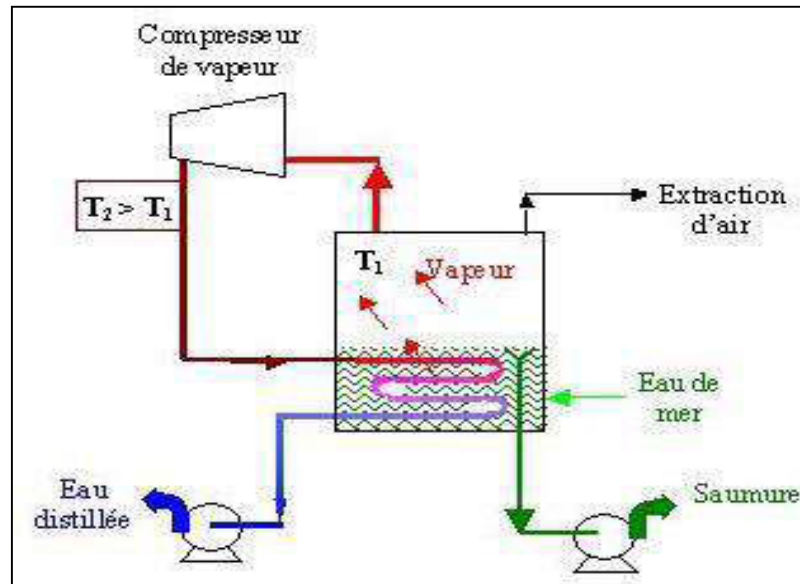 Compresseur
de vapeur
T₂ > T₁
Extraction
d'air
T₁
Vapeur
Eau de
mer
Eau
distillée
Saumure